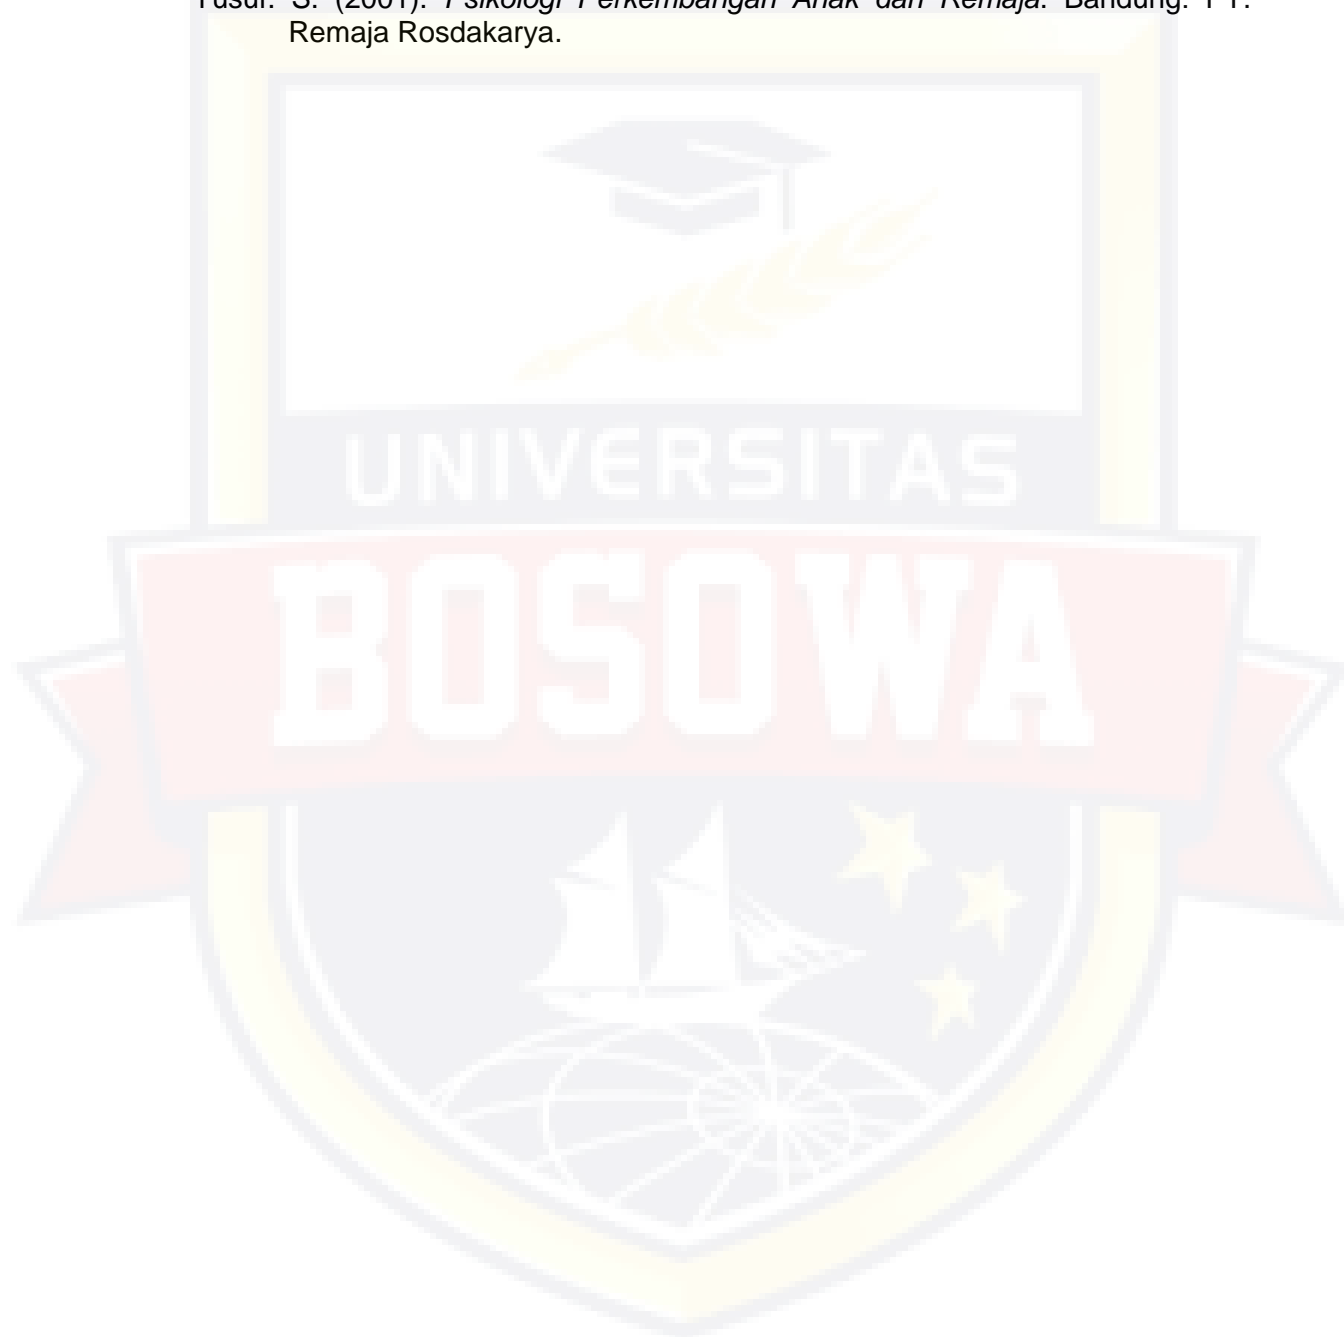 Yusuf. S. (2001). Psikologi Perkembangan Anak dan Remaja. Bandung: PT.
Remaja Rosdakarya.
UNIVERSITAS
BOSOWA